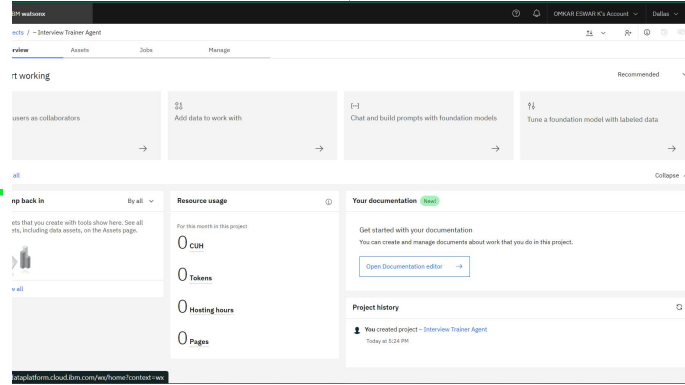 BM watsonx
OMKAR ESWAR K's Account
Dallas
ects / – Interview Trainer Agent
rview
Assets
Jobs
Manage
rt working
Recommended
users as collaborators
Add data to work with
Chat and build prompts with foundation models
Tune a foundation model with labeled data
all
Collapse
mp back in
By all
ets that you create with tools show here. See all
ets, including data assets, on the Assets page.
all
Resource usage
For this month in this project
0 CUH
0 Tokens
0 Hosting hours
0 Pages
Your documentation New!
Get started with your documentation
You can create and manage documents about work that you do in this project.
Open Documentation editor
Project history
You created project – Interview Trainer Agent
Today at 5:24 PM
dataplatform.cloud.ibm.com/wx/home?context=wx